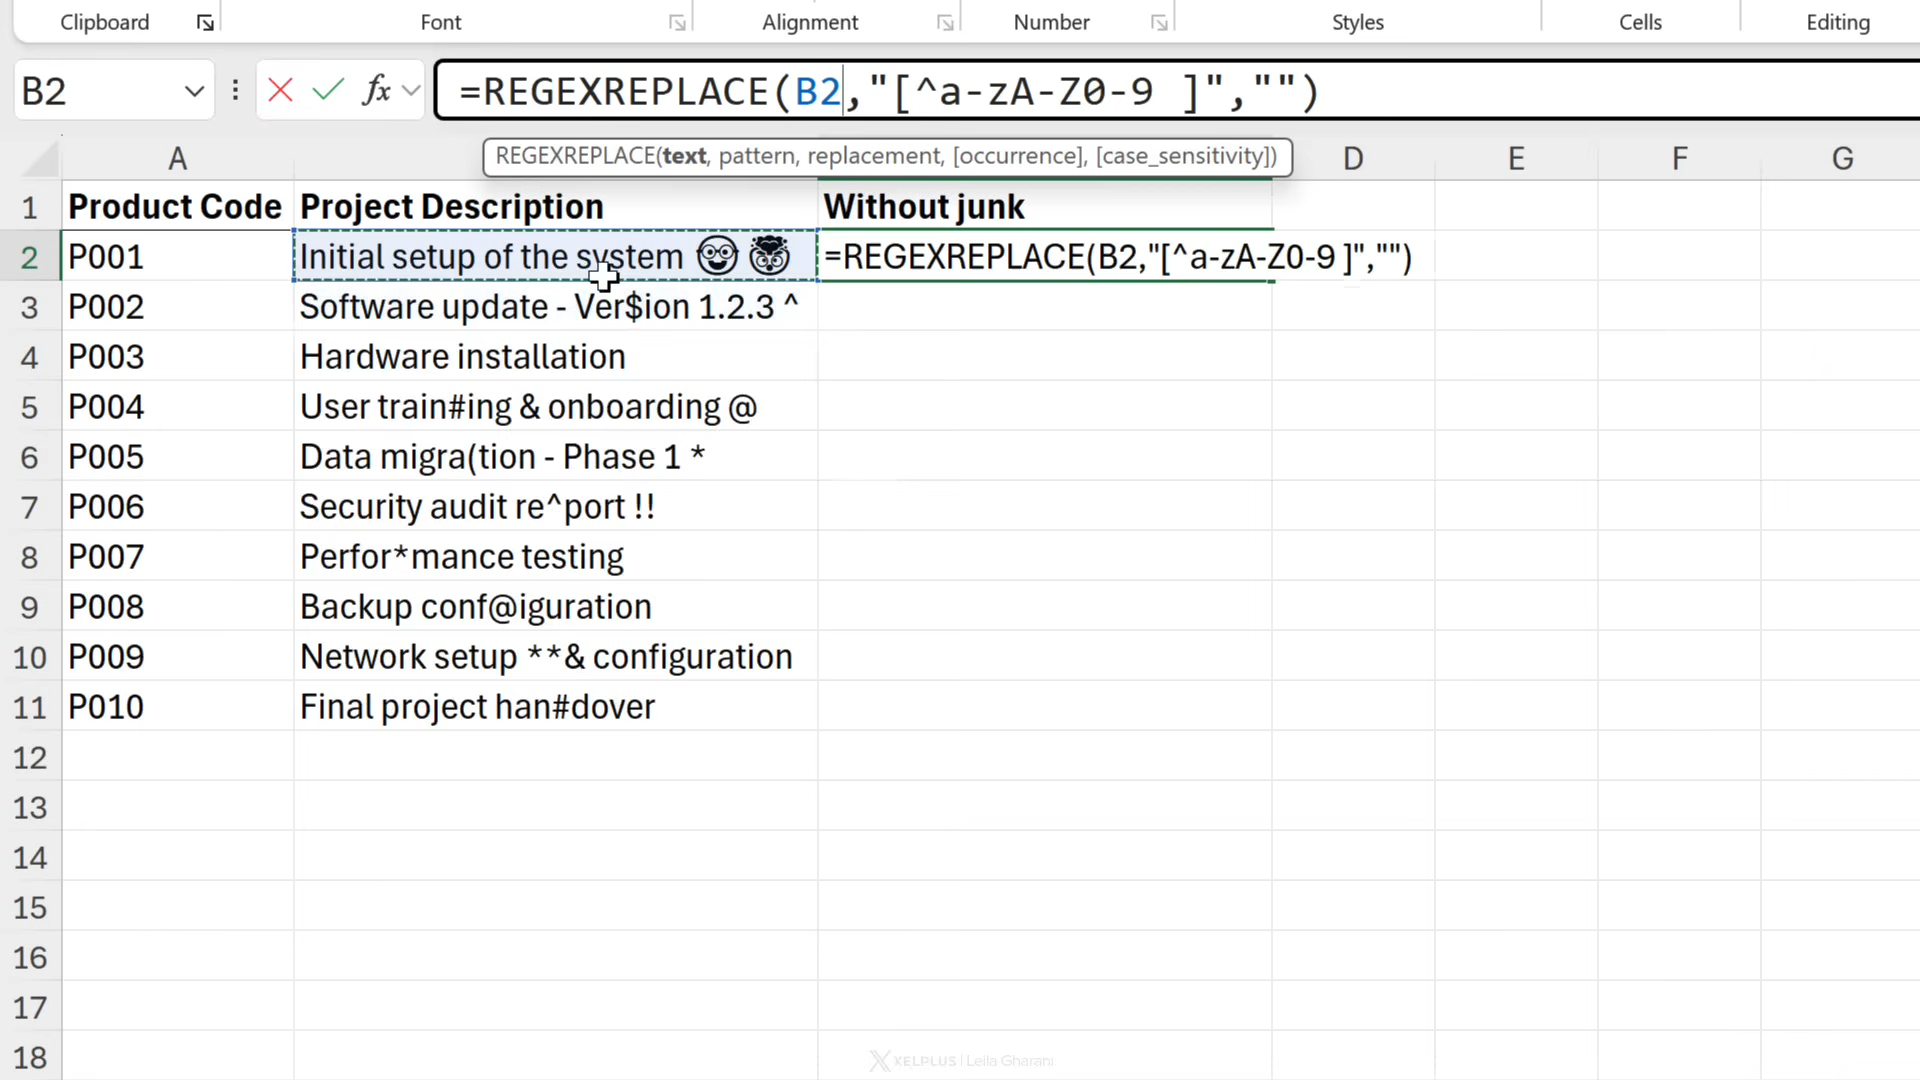 Clipboard Font Alignment Number Styles Cells Editing
B2 fx =REGEXREPLACE(B2,"[^a-zA-Z0-9 ]","")
REGEXREPLACE(text, pattern, replacement, [occurrence], [case_sensitivity])
A D E F G
1 Product Code Project Description Without junk
2 P001 Initial setup of the system 🤓 🤯 =REGEXREPLACE(B2,"[^a-zA-Z0-9 ]","")
3 P002 Software update - Ver$ion 1.2.3 ^
4 P003 Hardware installation
5 P004 User train#ing & onboarding @
6 P005 Data migra(tion - Phase 1 *
7 P006 Security audit re^port !!
8 P007 Perfor*mance testing
9 P008 Backup conf@iguration
10 P009 Network setup **& configuration
11 P010 Final project han#dover
12
13
14
15
16
17
18
XELPLUS | Leila Gharani